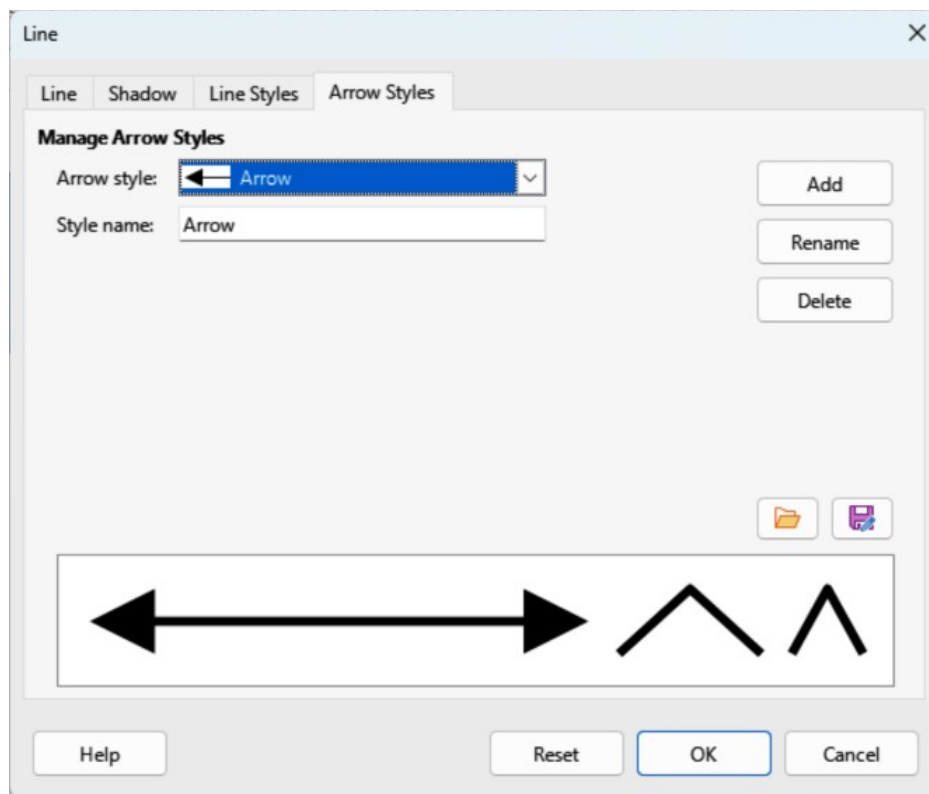 Line
Line Shadow Line Styles Arrow Styles
Manage Arrow Styles
Arrow style: Arrow
Add
Style name: Arrow
Rename
Delete
Help Reset OK Cancel